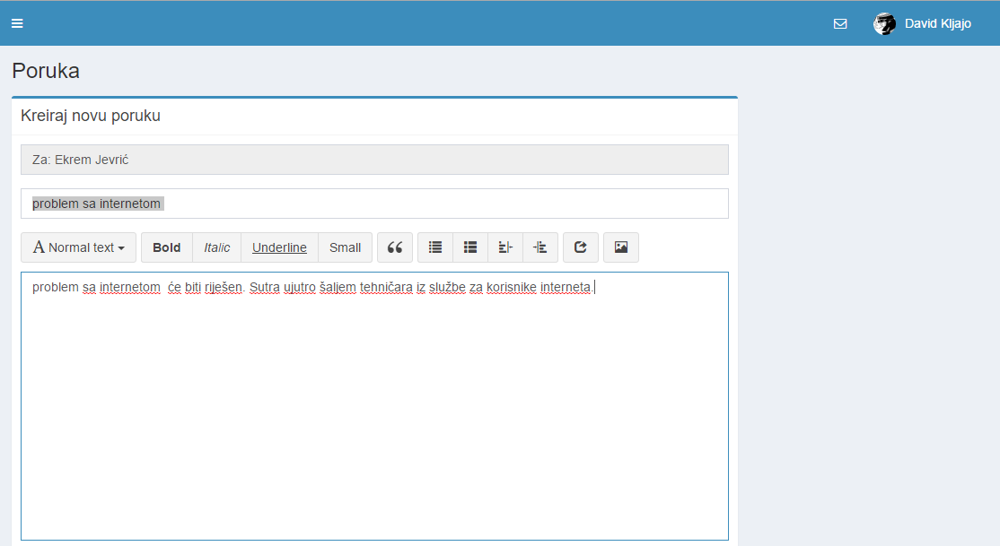 David Kljajo
Poruka
Kreiraj novu poruku
Za: Ekrem Jevrić
problem sa internetom
A Normal text Bold Italic Underline Small
problem sa internetom  će biti riješen. Sutra ujutro šaljem tehničara iz službe za korisnike interneta.